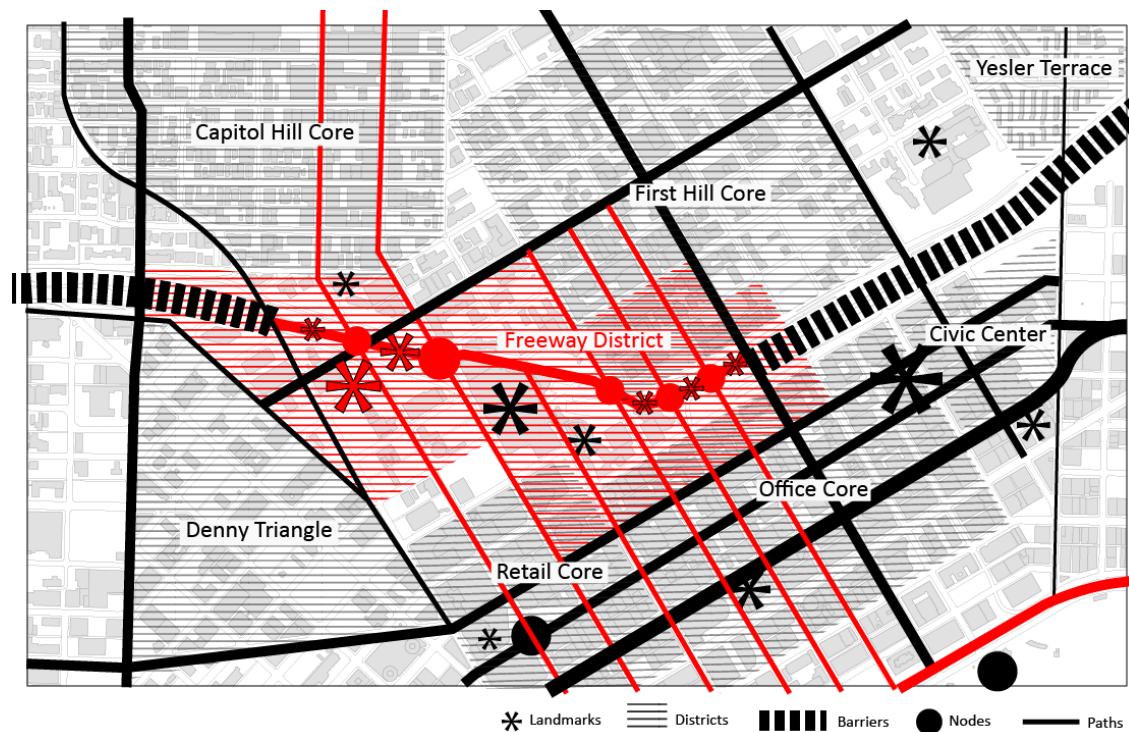 Yesler Terrace
Capitol Hill Core
First Hill Core
Freeway District
Civic Center
Office Core
Denny Triangle
Retail Core
Landmarks
Districts
Barriers
Nodes
Paths